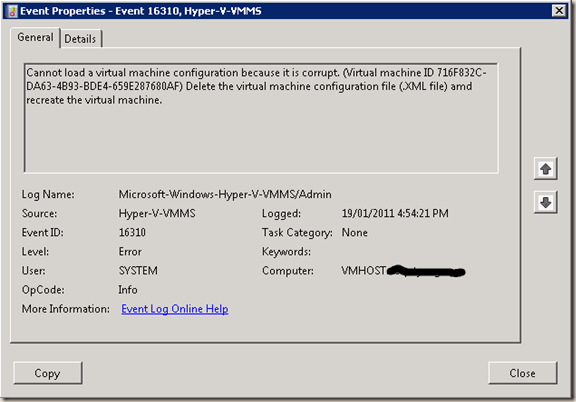 Event Properties - Event 16310, Hyper-V-VMMS
General Details
Cannot load a virtual machine configuration because it is corrupt. (Virtual machine ID 716F832C-
DA63-4B93-BDE4-659E287680AF) Delete the virtual machine configuration file (.XML file) amd
recreate the virtual machine.
Log Name: Microsoft-Windows-Hyper-V-VMMS/Admin
Source: Hyper-V-VMMS Logged: 19/01/2011 4:54:21 PM
Event ID: 16310 Task Category: None
Level: Error Keywords:
User: SYSTEM Computer: VMHOST
OpCode: Info
More Information: Event Log Online Help
Copy Close